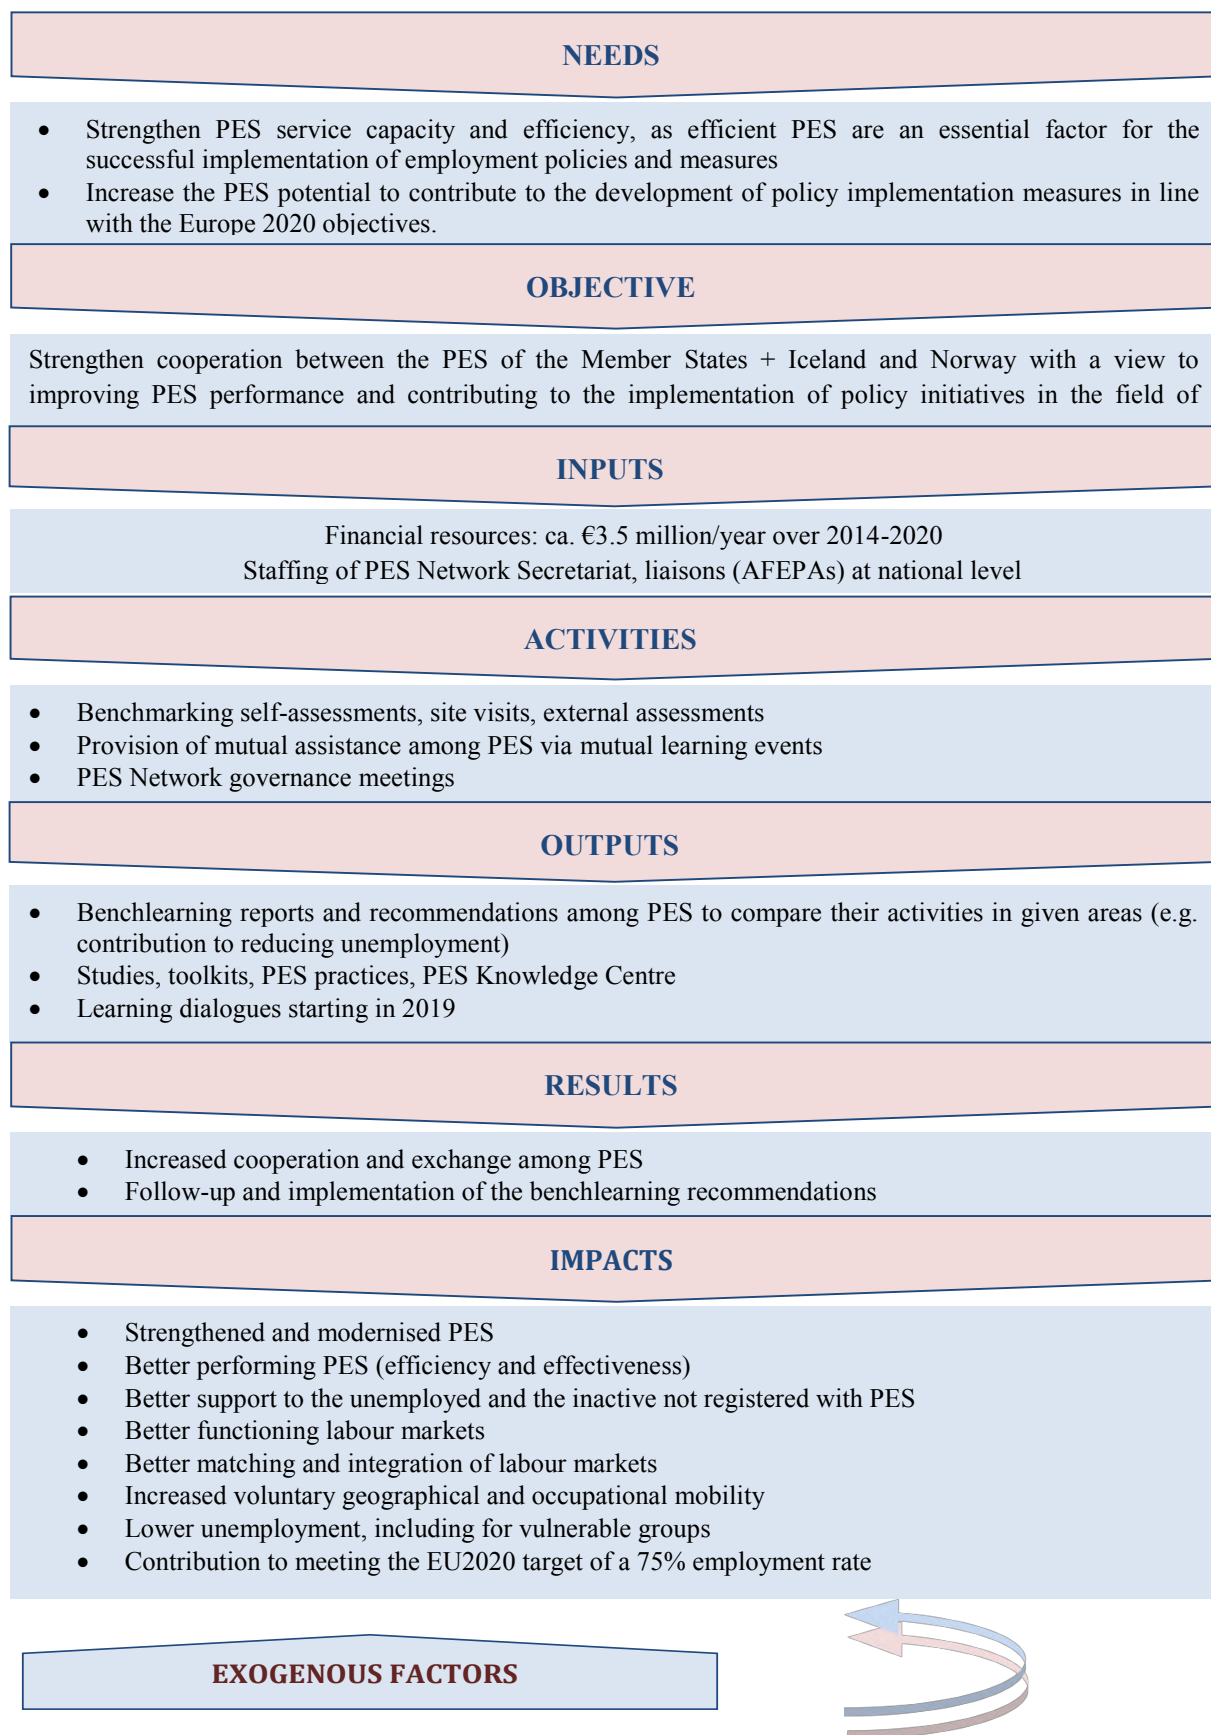 NEEDS
• Strengthen PES service capacity and efficiency, as efficient PES are an essential factor for the
successful implementation of employment policies and measures
• Increase the PES potential to contribute to the development of policy implementation measures in line
with the Europe 2020 objectives.
OBJECTIVE
Strengthen cooperation between the PES of the Member States + Iceland and Norway with a view to
improving PES performance and contributing to the implementation of policy initiatives in the field of
INPUTS
Financial resources: ca. €3.5 million/year over 2014-2020
Staffing of PES Network Secretariat, liaisons (AFEPAs) at national level
ACTIVITIES
• Benchmarking self-assessments, site visits, external assessments
• Provision of mutual assistance among PES via mutual learning events
• PES Network governance meetings
OUTPUTS
• Benchlearning reports and recommendations among PES to compare their activities in given areas (e.g.
contribution to reducing unemployment)
• Studies, toolkits, PES practices, PES Knowledge Centre
• Learning dialogues starting in 2019
RESULTS
• Increased cooperation and exchange among PES
• Follow-up and implementation of the benchlearning recommendations
IMPACTS
• Strengthened and modernised PES
• Better performing PES (efficiency and effectiveness)
• Better support to the unemployed and the inactive not registered with PES
• Better functioning labour markets
• Better matching and integration of labour markets
• Increased voluntary geographical and occupational mobility
• Lower unemployment, including for vulnerable groups
• Contribution to meeting the EU2020 target of a 75% employment rate
EXOGENOUS FACTORS